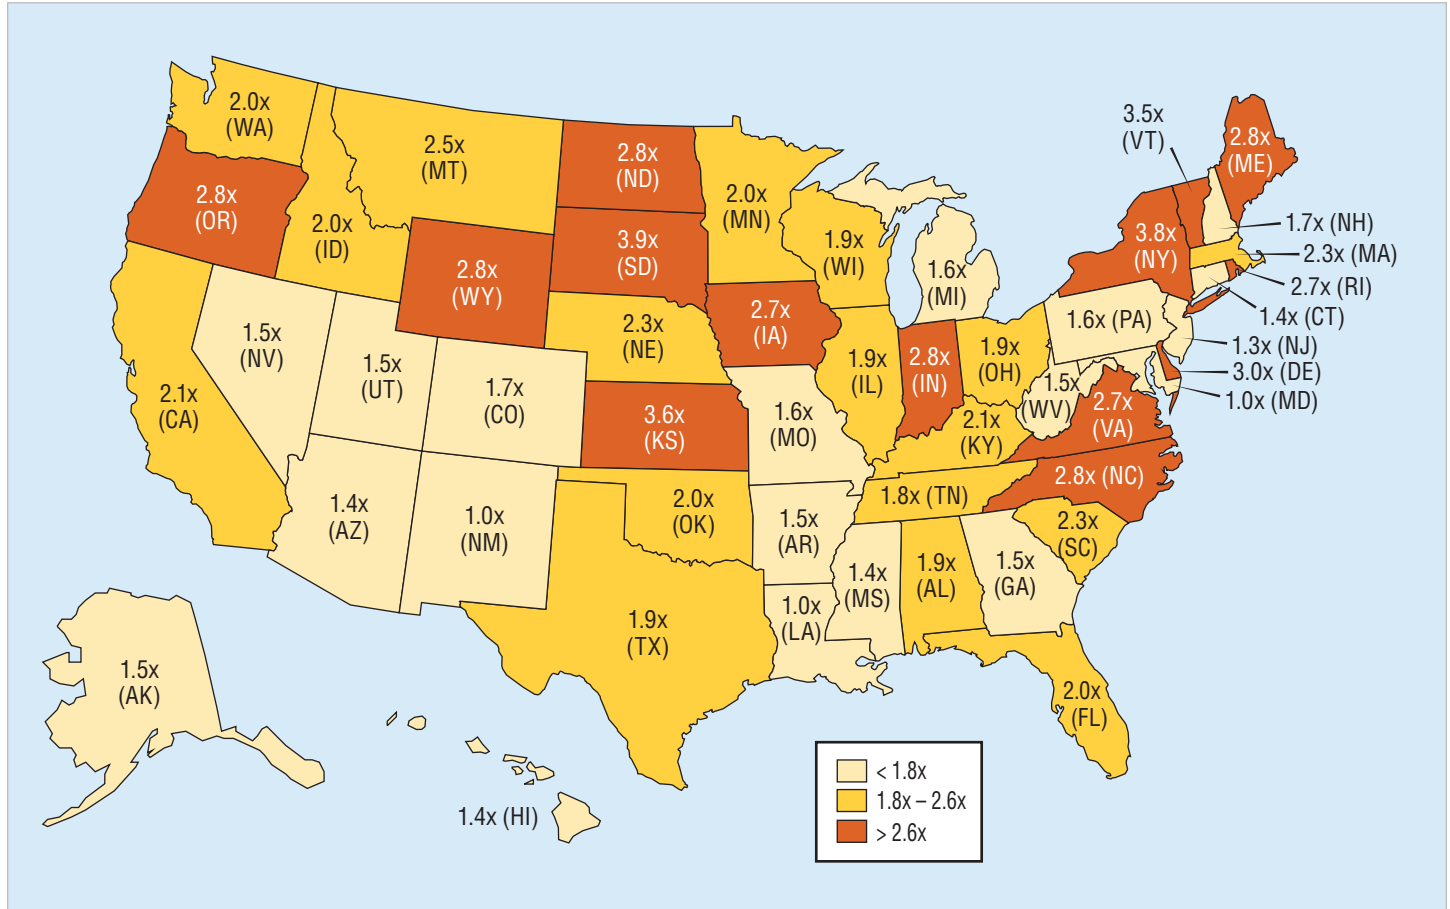 2.0x
(WA)
2.5x
(MT)
2.8x
(ND)
2.0x
(MN)
3.5x
(VT)
2.8x
(ME)
2.8x
(OR)
2.0x
(ID)
2.8x
(WY)
3.9x
(SD)
1.9x
(WI)
1.6x
(MI)
3.8x
(NY)
1.7x (NH)
2.3x (MA)
2.7x (RI)
1.4x (CT)
1.3x (NJ)
3.0x (DE)
1.0x (MD)
1.5x
(NV)
1.5x
(UT)
1.7x
(CO)
2.3x
(NE)
2.7x
(IA)
1.9x
(IL)
2.8x
(IN)
1.9x
(OH)
1.6x (PA)
1.5x
(WV)
2.7x
(VA)
2.1x
(CA)
3.6x
(KS)
1.6x
(MO)
2.1x
(KY)
2.8x (NC)
1.8x (TN)
1.4x
(AZ)
1.0x
(NM)
2.0x
(OK)
1.5x
(AR)
2.3x
(SC)
1.4x
(MS)
1.9x
(AL)
1.5x
(GA)
1.9x
(TX)
1.0x
(LA)
2.0x
(FL)
1.5x
(AK)
1.4x (HI)
< 1.8x
1.8x – 2.6x
> 2.6x